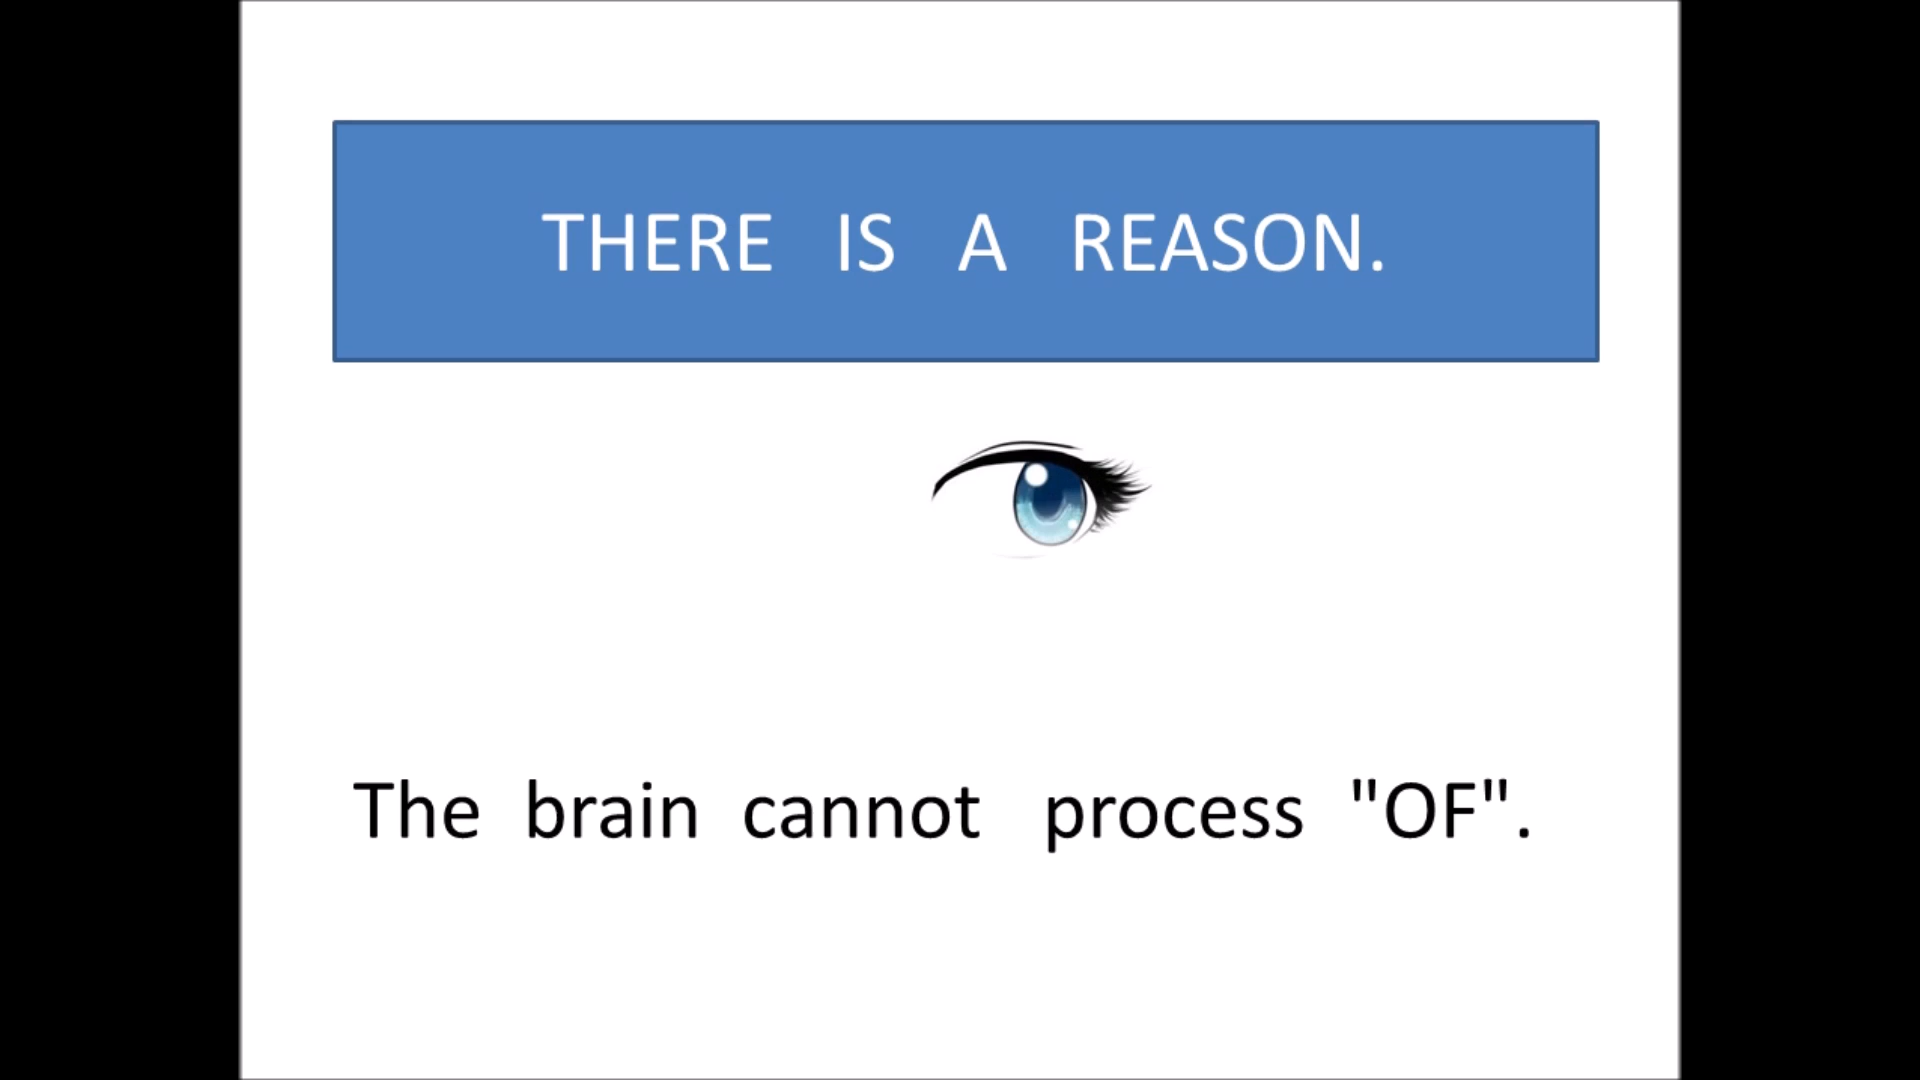 THERE IS A REASON.
The brain cannot process "OF".